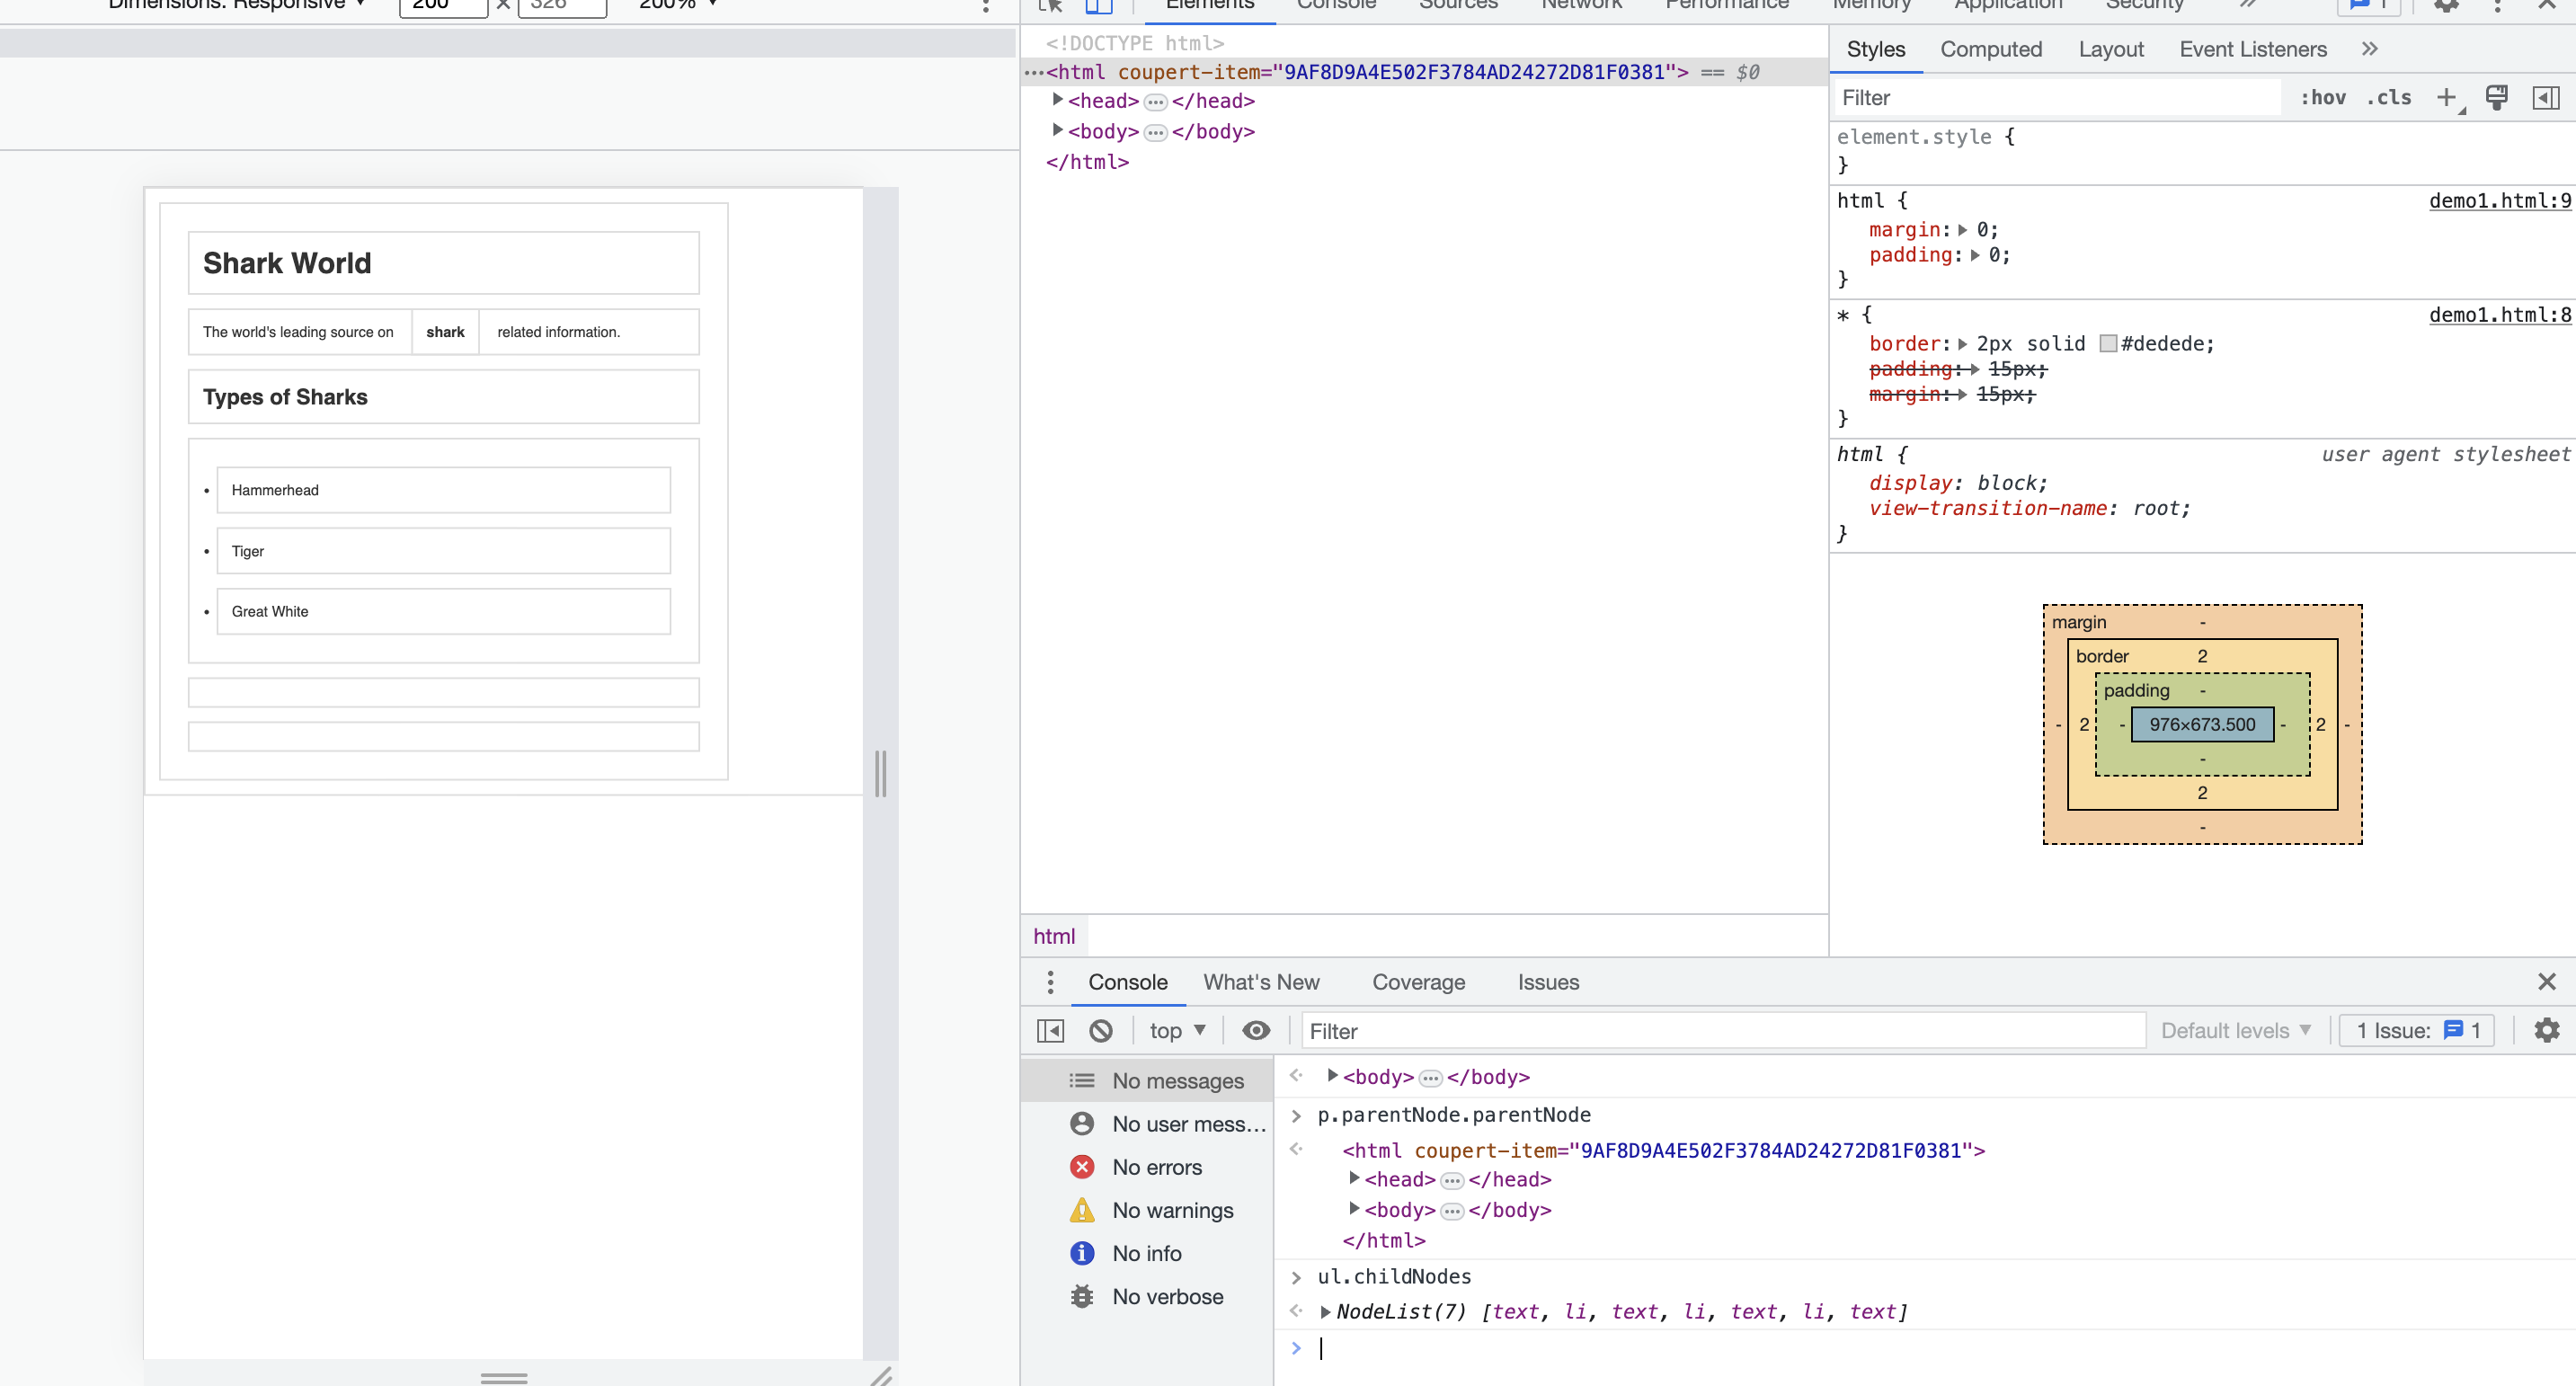 Dimensions: Responsive ▼ 200 × 326 200% ▼
Elements Console Sources Network Performance Memory Application Security » 1
Shark World
The world's leading source on shark related information.
Types of Sharks
• Hammerhead
• Tiger
• Great White
<!DOCTYPE html>
···<html coupert-item="9AF8D9A4E502F3784AD24272D81F0381"> == $0
▶<head>…</head>
▶<body>…</body>
</html>
html
Styles Computed Layout Event Listeners »
Filter :hov .cls +
element.style {
}
html { demo1.html:9
margin:▶ 0;
padding:▶ 0;
}
* { demo1.html:8
border:▶ 2px solid #dedede;
padding:▶ 15px;
margin:▶ 15px;
}
html { user agent stylesheet
display: block;
view-transition-name: root;
}
margin -
border 2
padding -
- 2 - 976×673.500 - 2 -
-
2
-
Console What's New Coverage Issues
top ▼ Filter Default levels ▼ 1 Issue: 1
No messages
No user mess…
No errors
No warnings
No info
No verbose
▶<body>…</body>
> p.parentNode.parentNode
<html coupert-item="9AF8D9A4E502F3784AD24272D81F0381">
▶<head>…</head>
▶<body>…</body>
</html>
> ul.childNodes
▶NodeList(7) [text, li, text, li, text, li, text]
>